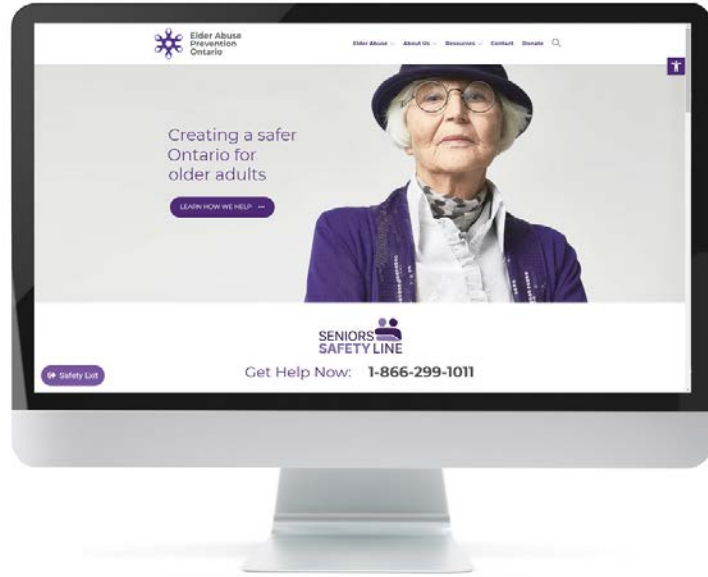 Elder Abuse
Prevention
Ontario
Elder Abuse About Us Resources Contact Donate
Creating a safer
Ontario for
older adults
LEARN HOW WE HELP
SENIORS
SAFETY LINE
Safety Exit
Get Help Now: 1-866-299-1011